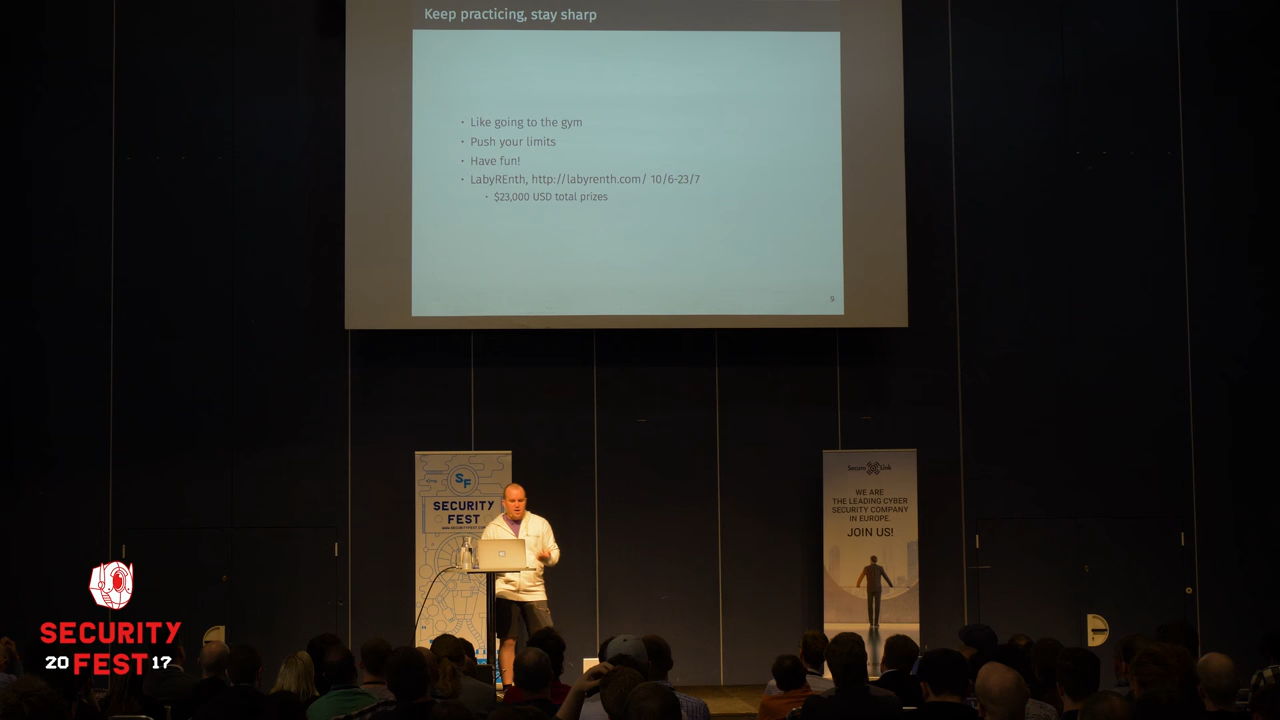 Keep practicing, stay sharp
• Like going to the gym
• Push your limits
• Have fun!
• LabyREnth, http://labyrenth.com/ 10/6-23/7
• $23,000 USD total prizes
9
SF
SECURITY
FEST
SecureLink
WE ARE
THE LEADING CYBER
SECURITY COMPANY
IN EUROPE.
JOIN US!
SECURITY
20 FEST 17